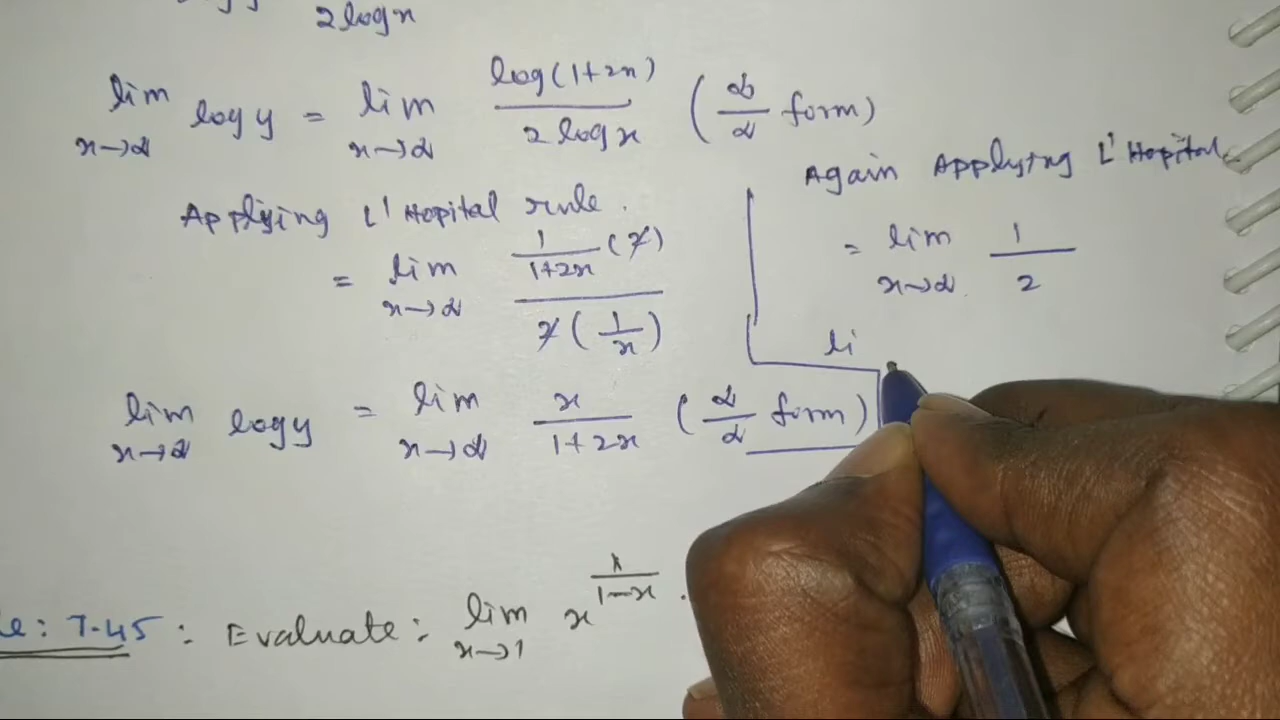 2 log x
lim x→∞ log y = lim x→∞ log(1+2x) / 2 log x (∞/∞ form)
Applying L' Hopital rule.
= lim x→∞ 1/(1+2x) (2) / 2(1/x)
lim x→∞ log y = lim x→∞ x / 1+2x (∞/∞ form)
Again Applying L' Hopital
= lim x→∞ 1/2
li
: 7.45 : Evaluate: lim x→1 x^(1/(1-x)).